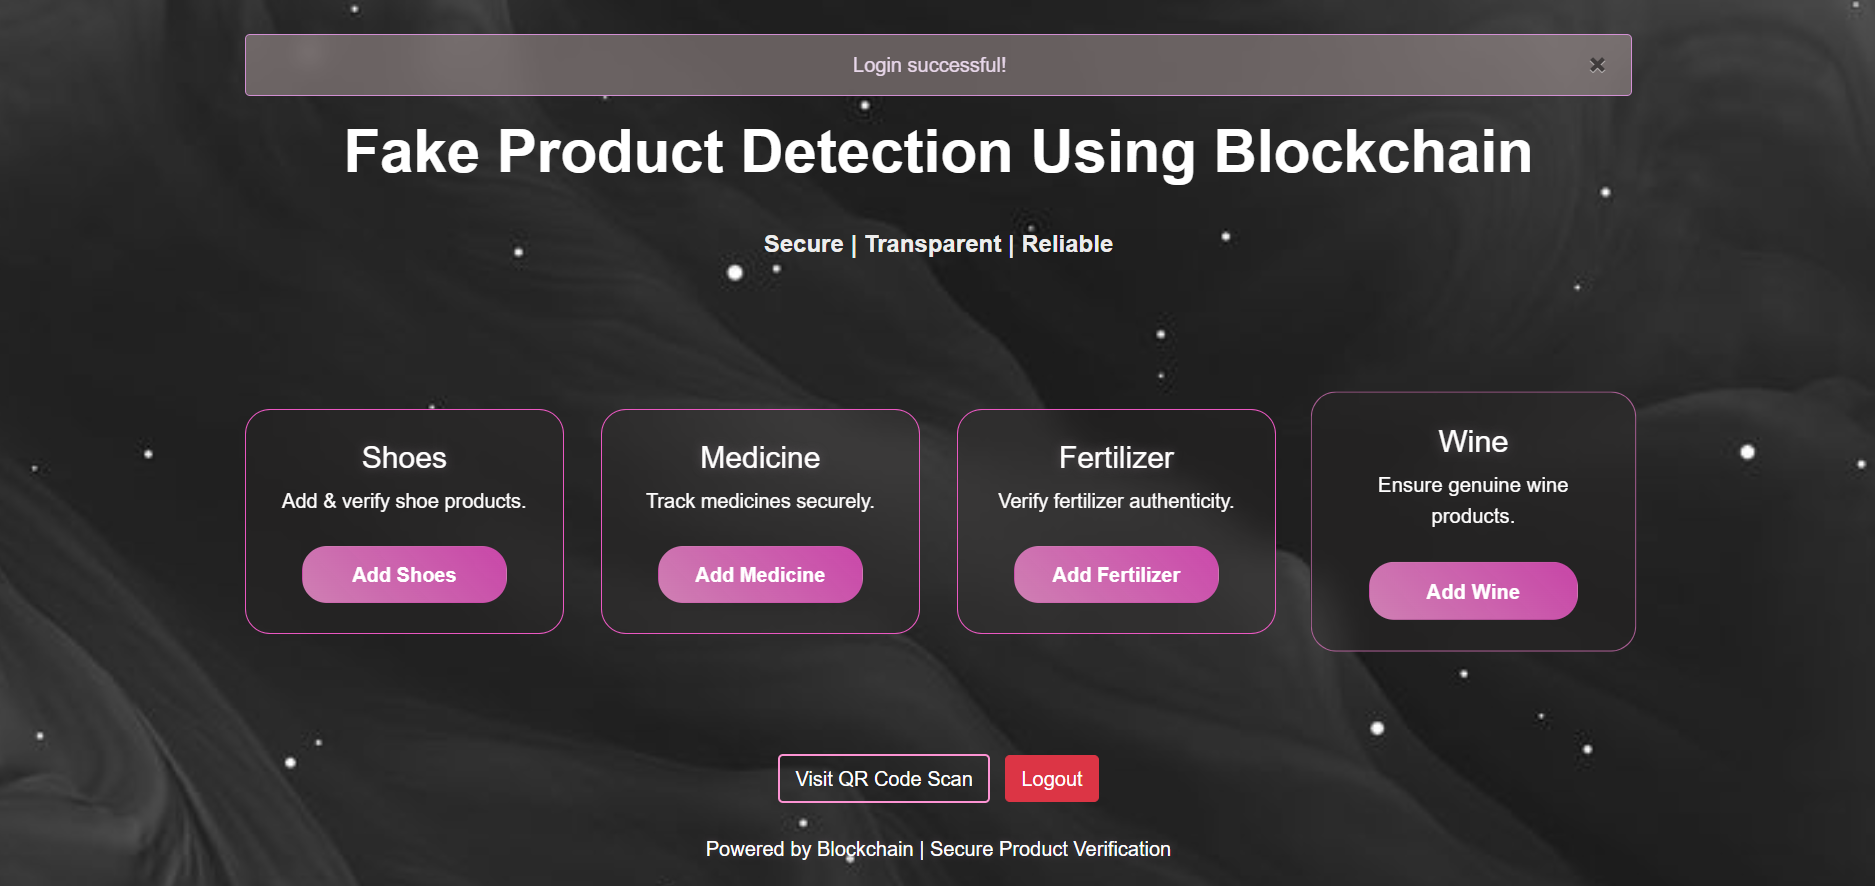 Login successful!
×
Fake Product Detection Using Blockchain
Secure | Transparent | Reliable
Shoes
Add & verify shoe products.
Add Shoes
Medicine
Track medicines securely.
Add Medicine
Fertilizer
Verify fertilizer authenticity.
Add Fertilizer
Wine
Ensure genuine wine
products.
Add Wine
Visit QR Code Scan
Logout
Powered by Blockchain | Secure Product Verification